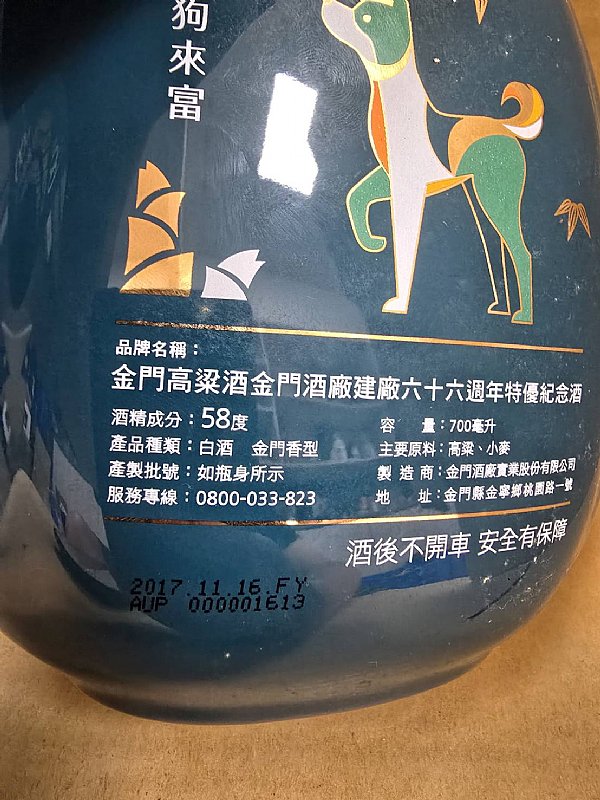 狗來富
品牌名稱：
金門高粱酒金門酒廠建廠六十六週年特優紀念酒
酒精成分：58度
容　量：700毫升
產品種類：白酒　金門香型
主要原料：高粱、小麥
產製批號：如瓶身所示
製造商：金門酒廠實業股份有限公司
服務專線：0800-033-823
地　址：金門縣金寧鄉桃園路一號
酒後不開車 安全有保障
2017.11.16.FY
AUP 000001613